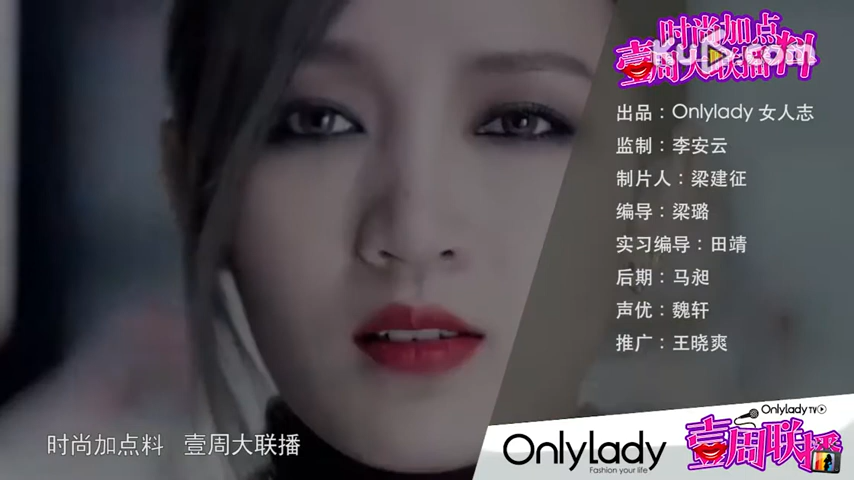 时尚加点料
壹周大联播
Ku6.com
出品：Onlylady 女人志
监制：李安云
制片人：梁建征
编导：梁璐
实习编导：田靖
后期：马昶
声优：魏轩
推广：王晓爽
时尚加点料 壹周大联播
OnlyLady
Fashion your life
OnlyLady TV
壹周联播